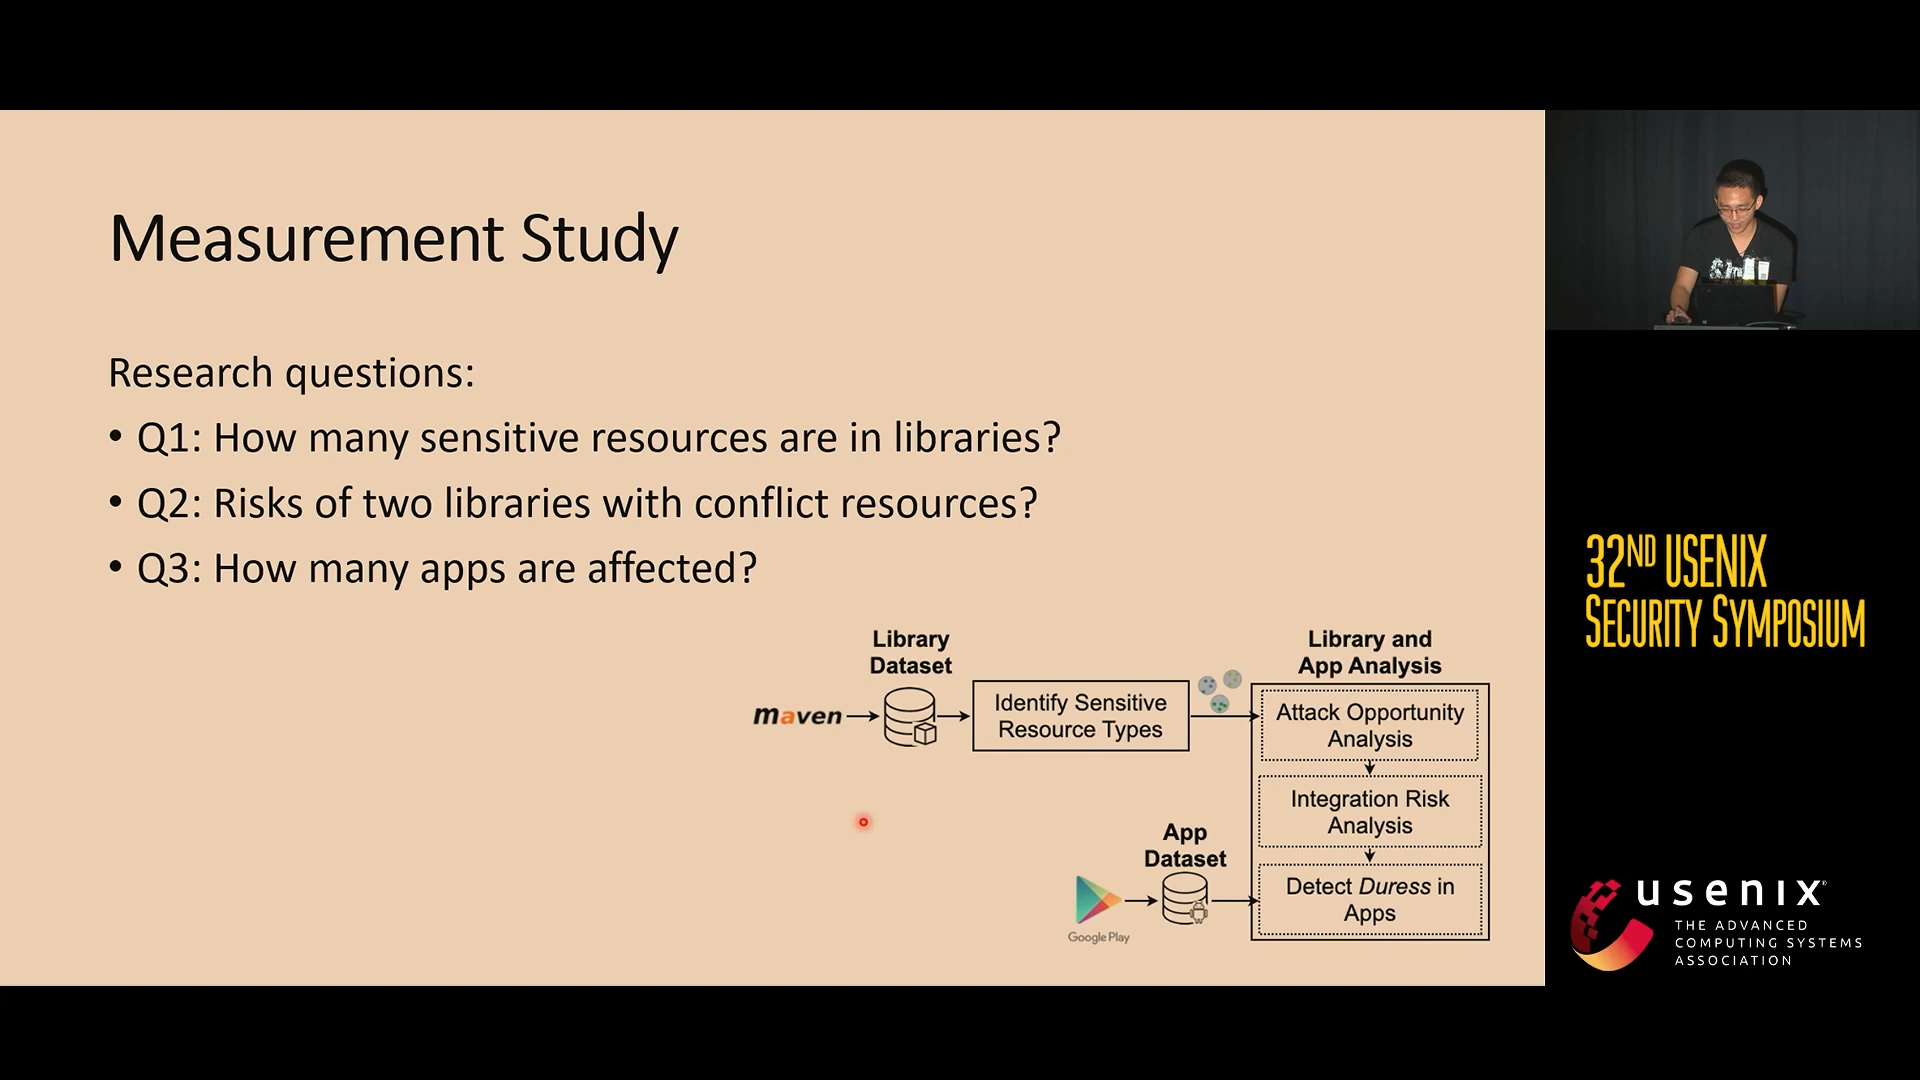 Measurement Study
Research questions:
• Q1: How many sensitive resources are in libraries?
• Q2: Risks of two libraries with conflict resources?
• Q3: How many apps are affected?
Library
Dataset
maven
Identify Sensitive
Resource Types
Library and
App Analysis
Attack Opportunity
Analysis
Integration Risk
Analysis
Detect Duress in
Apps
App
Dataset
Google Play
32ND USENIX
SECURITY SYMPOSIUM
usenix
THE ADVANCED
COMPUTING SYSTEMS
ASSOCIATION